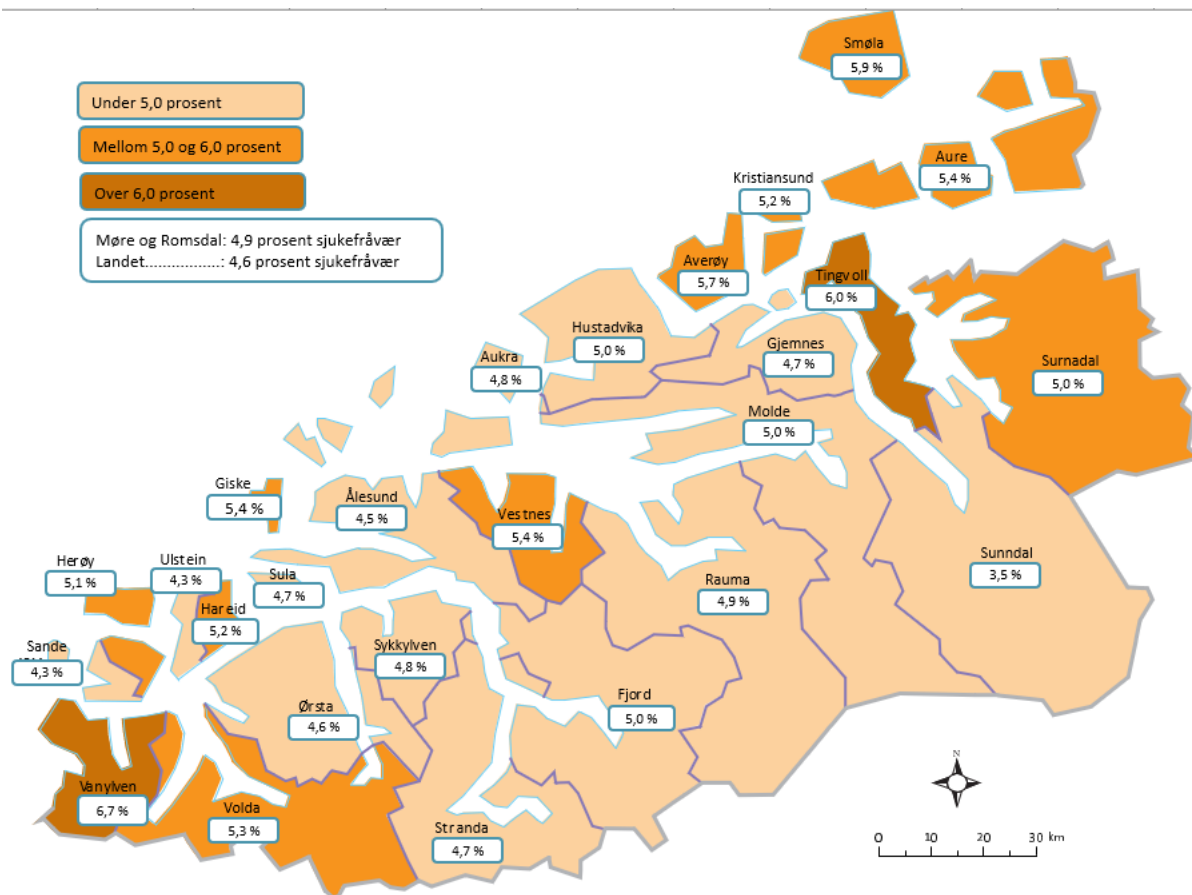 Under 5,0 prosent
Mellom 5,0 og 6,0 prosent
Over 6,0 prosent
Møre og Romsdal: 4,9 prosent sjukefråvær
Landet.................: 4,6 prosent sjukefråvær
Smøla
5,9 %
Aure
5,4 %
Kristiansund
5,2 %
Averøy
5,7 %
Tingvoll
6,0 %
Hustadvika
5,0 %
Gjemnes
4,7 %
Aukra
4,8 %
Surnadal
5,0 %
Molde
5,0 %
Giske
5,4 %
Ålesund
4,5 %
Vestnes
5,4 %
Sunndal
3,5 %
Rauma
4,9 %
Herøy
5,1 %
Ulstein
4,3 %
Sula
4,7 %
Hareid
5,2 %
Sande
4,3 %
Sykkylven
4,8 %
Ørsta
4,6 %
Fjord
5,0 %
Vanylven
6,7 %
Volda
5,3 %
Stranda
4,7 %
N
0 10 20 30 km